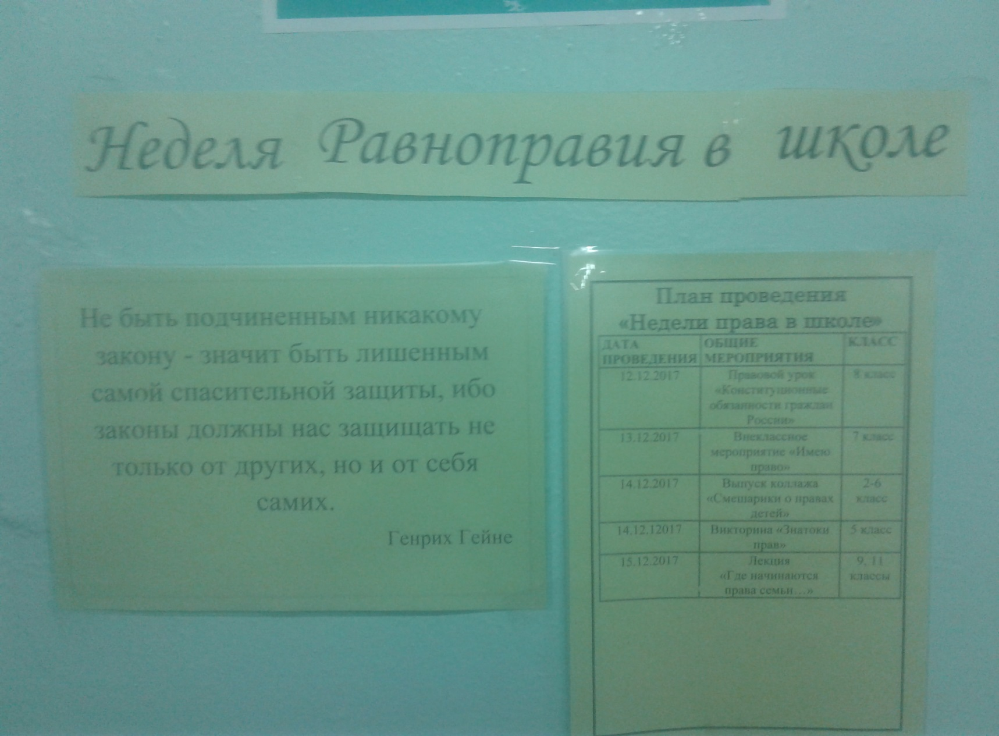 Неделя Равноправия в школе
Не быть подчиненным никакому
закону - значит быть лишенным
самой спасительной защиты, ибо
законы должны нас защищать не
только от других, но и от себя
самих.
Генрих Гейне
План проведения
«Недели права в школе»
ДАТА ПРОВЕДЕНИЯ ОБЩИЕ МЕРОПРИЯТИЯ КЛАСС
12.12.2017 Правовой урок 8 класс
«Конституционные
обязанности граждан
России»
13.12.2017 Внеклассное 7 класс
мероприятие «Имею
право»
14.12.2017 Выпуск коллажа 2-6
«Смешарики о правах класс
детей»
14.12.12017 Викторина «Знатоки 5 класс
прав»
15.12.2017 Лекция 9, 11
«Где начинаются классы
права семьи…»